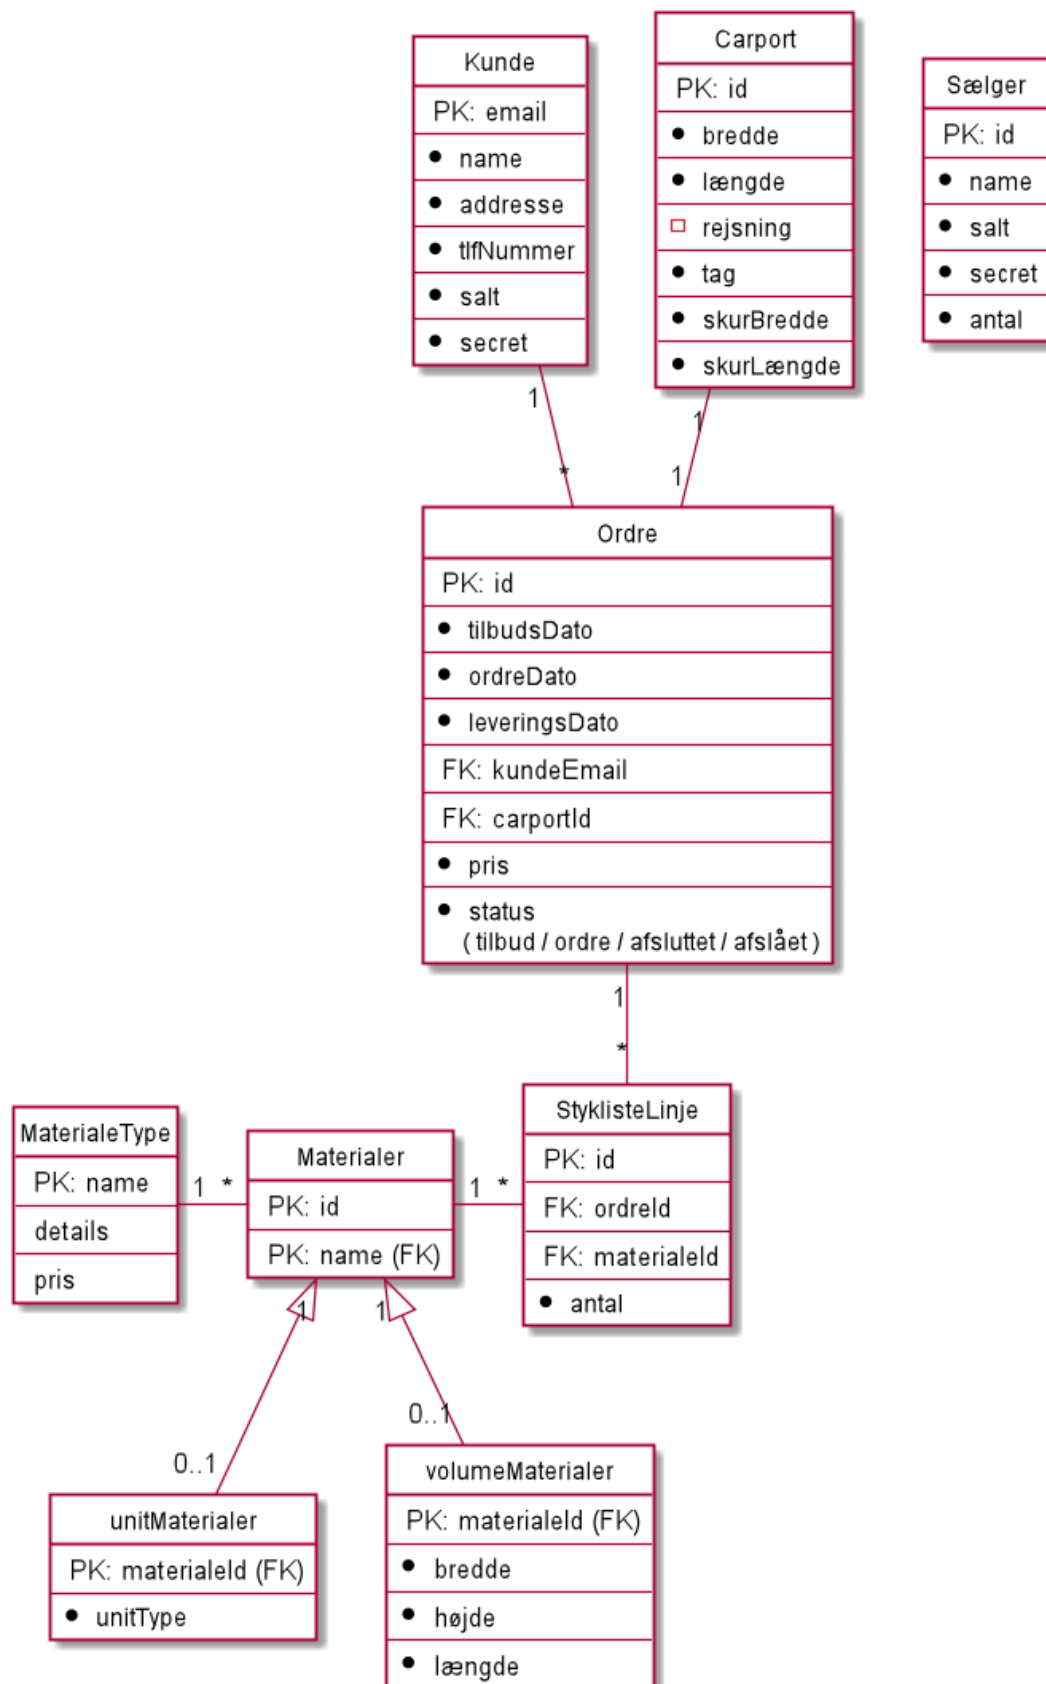 Kunde
PK: email
name
addresse
tlfNummer
salt
secret
Carport
PK: id
bredde
længde
rejsning
tag
skurBredde
skurLængde
Sælger
PK: id
name
salt
secret
antal
1
*
1
1
Ordre
PK: id
tilbudsDato
ordreDato
leveringsDato
FK: kundeEmail
FK: carportId
pris
status
( tilbud / ordre / afsluttet / afslået )
1
*
MaterialeType
PK: name
details
pris
1 *
Materialer
PK: id
PK: name (FK)
1 *
StyklisteLinje
PK: id
FK: ordreId
FK: materialeId
antal
1
0..1
1
0..1
unitMaterialer
PK: materialeId (FK)
unitType
volumeMaterialer
PK: materialeId (FK)
bredde
højde
længde